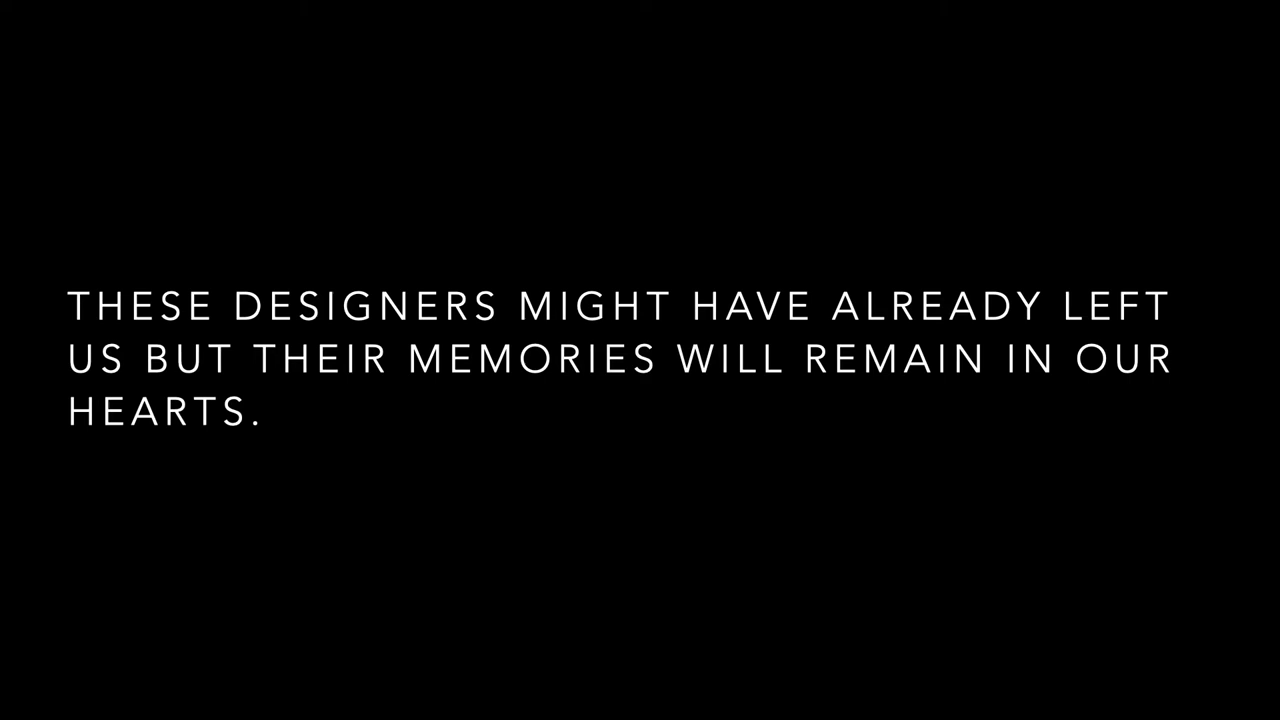 THESE DESIGNERS MIGHT HAVE ALREADY LEFT
US BUT THEIR MEMORIES WILL REMAIN IN OUR
HEARTS.